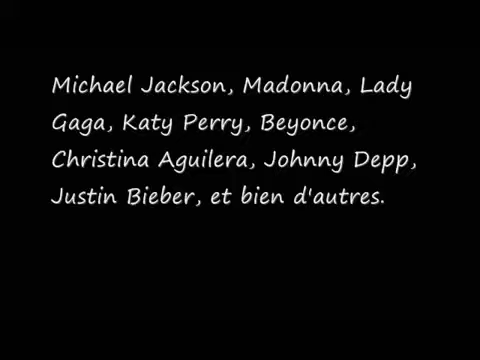 Michael Jackson, Madonna, Lady
Gaga, Katy Perry, Beyonce,
Christina Aguilera, Johnny Depp,
Justin Bieber, et bien d'autres.